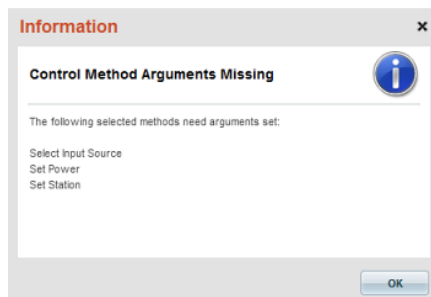 Information
Control Method Arguments Missing
The following selected methods need arguments set:
Select Input Source
Set Power
Set Station
OK